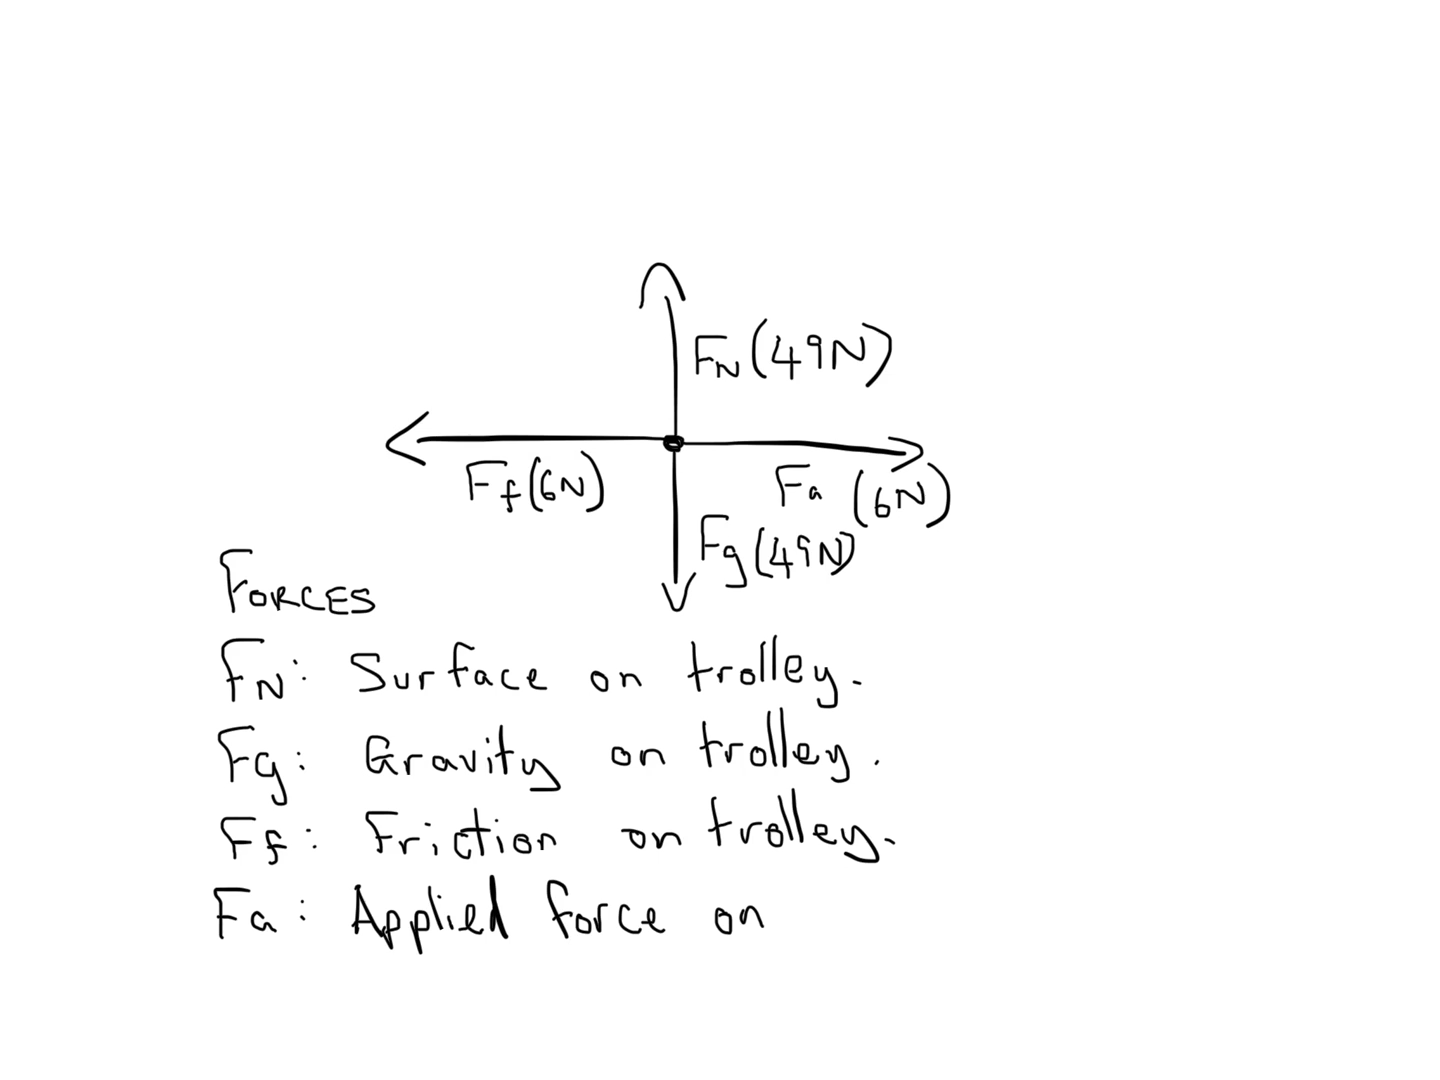 FN (49N)
Ff (6N)
Fa (6N)
Fg (49N)
FORCES
FN: Surface on trolley.
Fg: Gravity on trolley.
Ff: Friction on trolley.
Fa: Applied force on